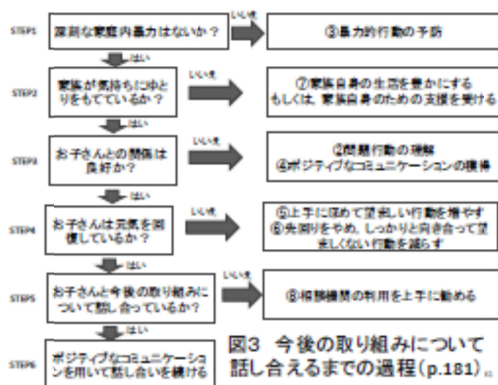 いいえ
STEP1
深刻な家庭内暴力はないか？
③暴力的行動の予防
はい
いいえ
STEP2
家族が気持ちにゆと
りをもてているか？
⑦家族自身の生活を豊かにする
もしくは、家族自身のための支援を受ける
はい
いいえ
STEP3
お子さんとの関係は
良好か？
②問題行動の理解
④ポジティブなコミュニケーションの獲得
はい
いいえ
STEP4
お子さんは元気を回
復しているか？
⑤上手に褒めて望ましい行動を増やす
⑥先回りをやめ、しっかりと向き合って望
ましくない行動を減らす
はい
いいえ
STEP5
お子さんと今後の取り組みに
ついて話し合っているか？
⑧相談機関の利用を上手に勧める
はい
STEP6
ポジティブなコミュニケーショ
ンを用いて話し合いを続ける
図3 今後の取り組みについて
話し合えるまでの過程(p.181)